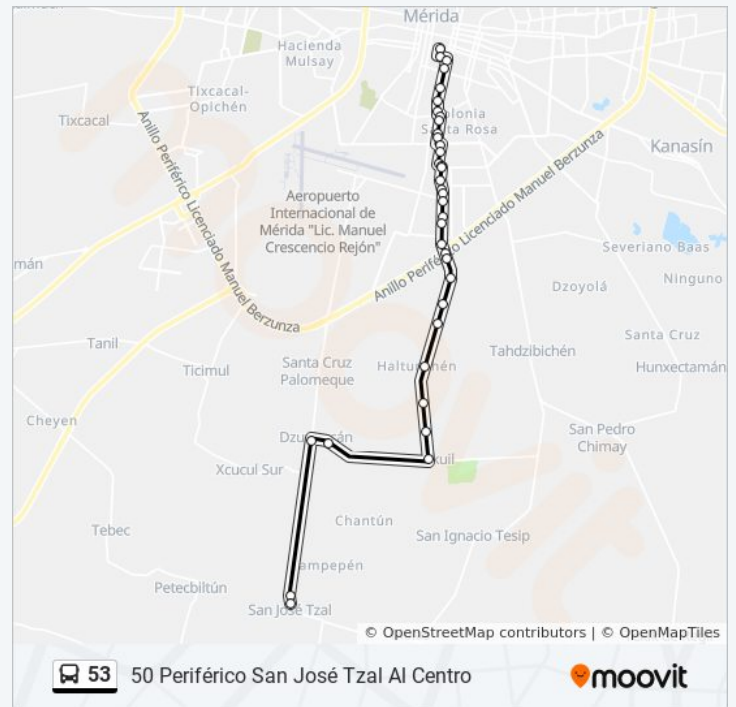 Mérida
Hacienda
Mulsay
Tixcacal-
Opichén
Tixcacal
Colonia
Santa Rosa
Kanasín
Anillo Periférico Licenciado Manuel Berzunza
Anillo Periférico Licenciado Manuel Berzunza
Aeropuerto
Internacional de
Mérida "Lic. Manuel
Crescencio Rejón"
Severiano Baas
mán
Dzoyolá
Ninguno
Tanil
Santa Cruz
Ticimul
Santa Cruz
Palomeque
Tahdzibichén
Hunxectamán
Cheyen
San Pedro
Chimay
Xcucul Sur
Chantún
San Ignacio Tesip
Tebec
Petecbiltún
San José Tzal
© OpenStreetMap contributors | © OpenMapTiles
53 50 Periférico San José Tzal Al Centro moovit